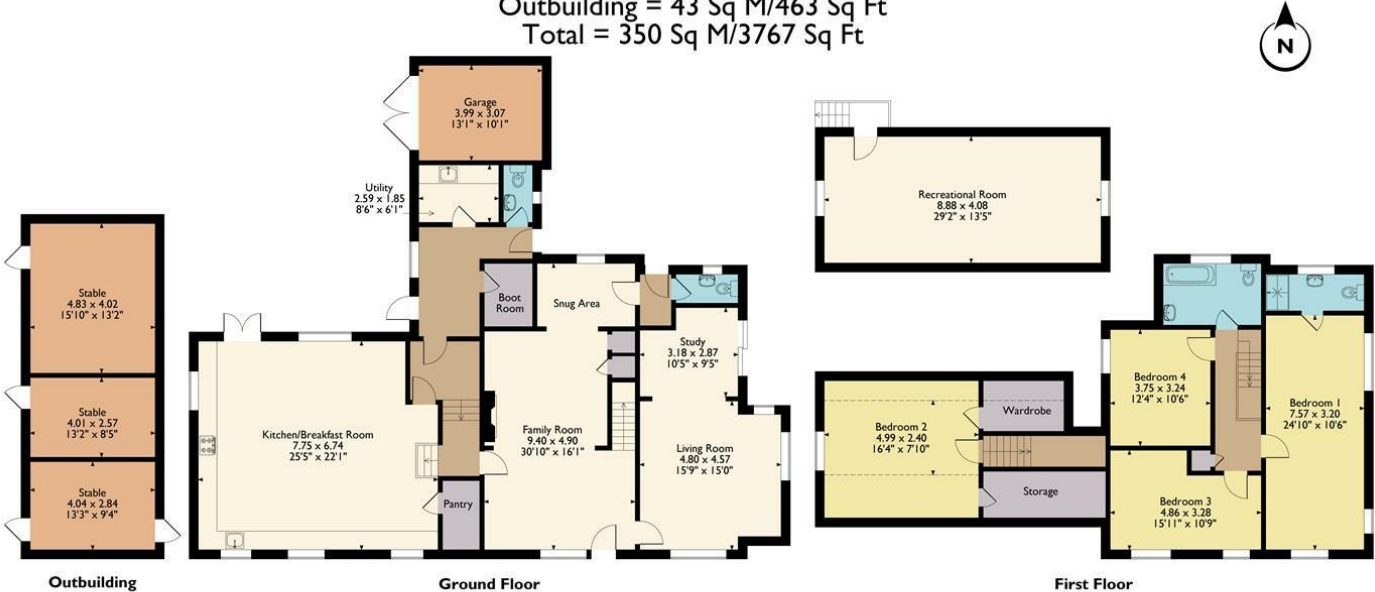 Outbuilding = 43 Sq M/463 Sq Ft
Total = 350 Sq M/3767 Sq Ft
N
Garage
3.99 x 3.07
13'1" x 10'1"
Utility
2.59 x 1.85
8'6" x 6'1"
Boot
Room
Snug Area
Stable
4.83 x 4.02
15'10" x 13'2"
Stable
4.01 x 2.57
13'2" x 8'5"
Stable
4.04 x 2.84
13'3" x 9'4"
Kitchen/Breakfast Room
7.75 x 6.74
25'5" x 22'1"
Pantry
Family Room
9.40 x 4.90
30'10" x 16'1"
Study
3.18 x 2.87
10'5" x 9'5"
Living Room
4.80 x 4.57
15'9" x 15'0"
Recreational Room
8.88 x 4.08
29'2" x 13'5"
Bedroom 2
4.99 x 2.40
16'4" x 7'10"
Wardrobe
Storage
Bedroom 4
3.75 x 3.24
12'4" x 10'6"
Bedroom 1
7.57 x 3.20
24'10" x 10'6"
Bedroom 3
4.86 x 3.28
15'11" x 10'9"
Outbuilding
Ground Floor
First Floor